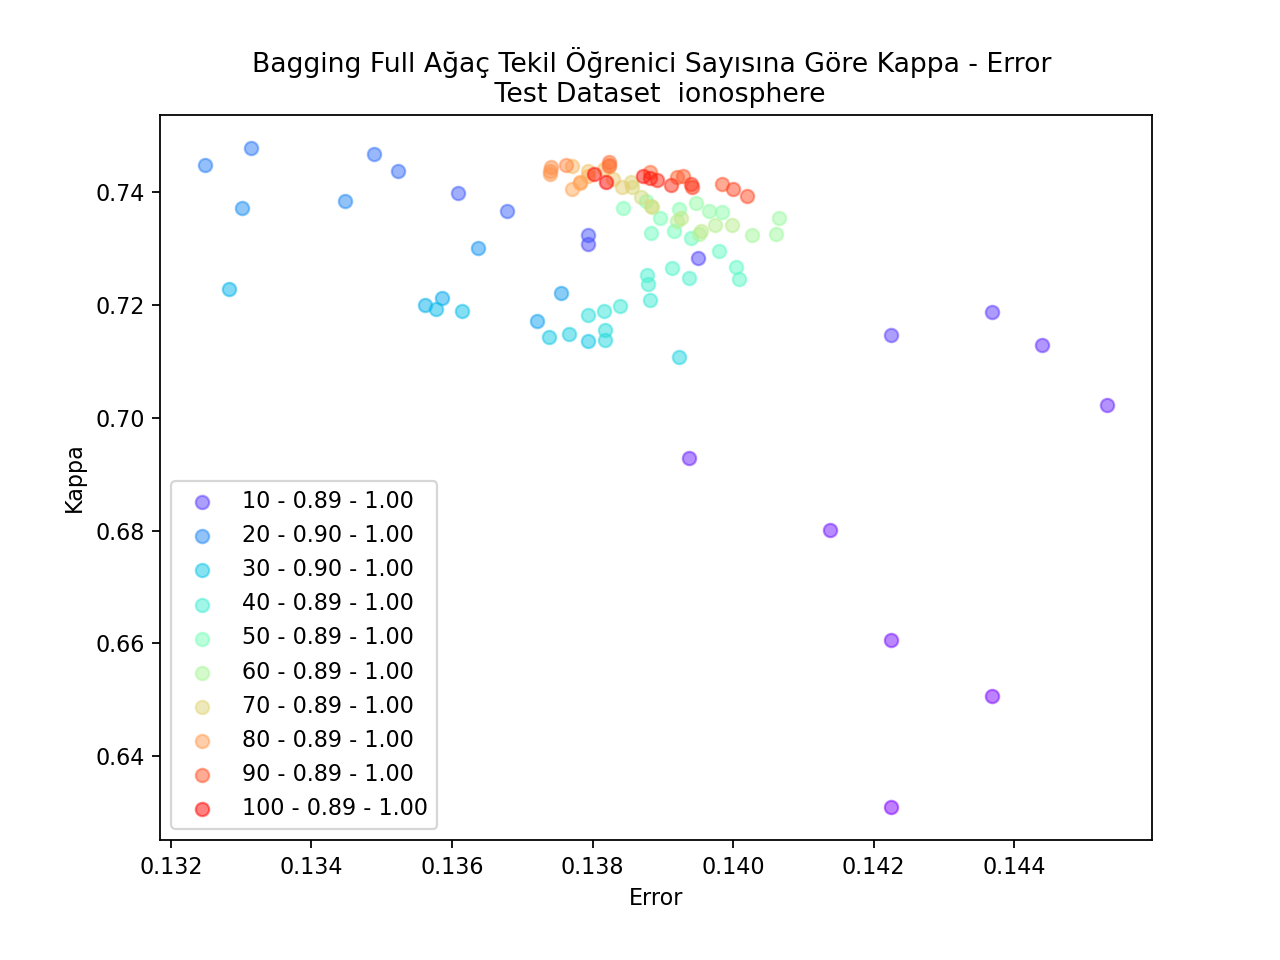 Bagging Full Ağaç Tekil Öğrenici Sayısına Göre Kappa - Error
Test Dataset  ionosphere
Kappa
0.74
0.72
0.70
0.68
0.66
0.64
10 - 0.89 - 1.00
20 - 0.90 - 1.00
30 - 0.90 - 1.00
40 - 0.89 - 1.00
50 - 0.89 - 1.00
60 - 0.89 - 1.00
70 - 0.89 - 1.00
80 - 0.89 - 1.00
90 - 0.89 - 1.00
100 - 0.89 - 1.00
0.132 0.134 0.136 0.138 0.140 0.142 0.144
Error